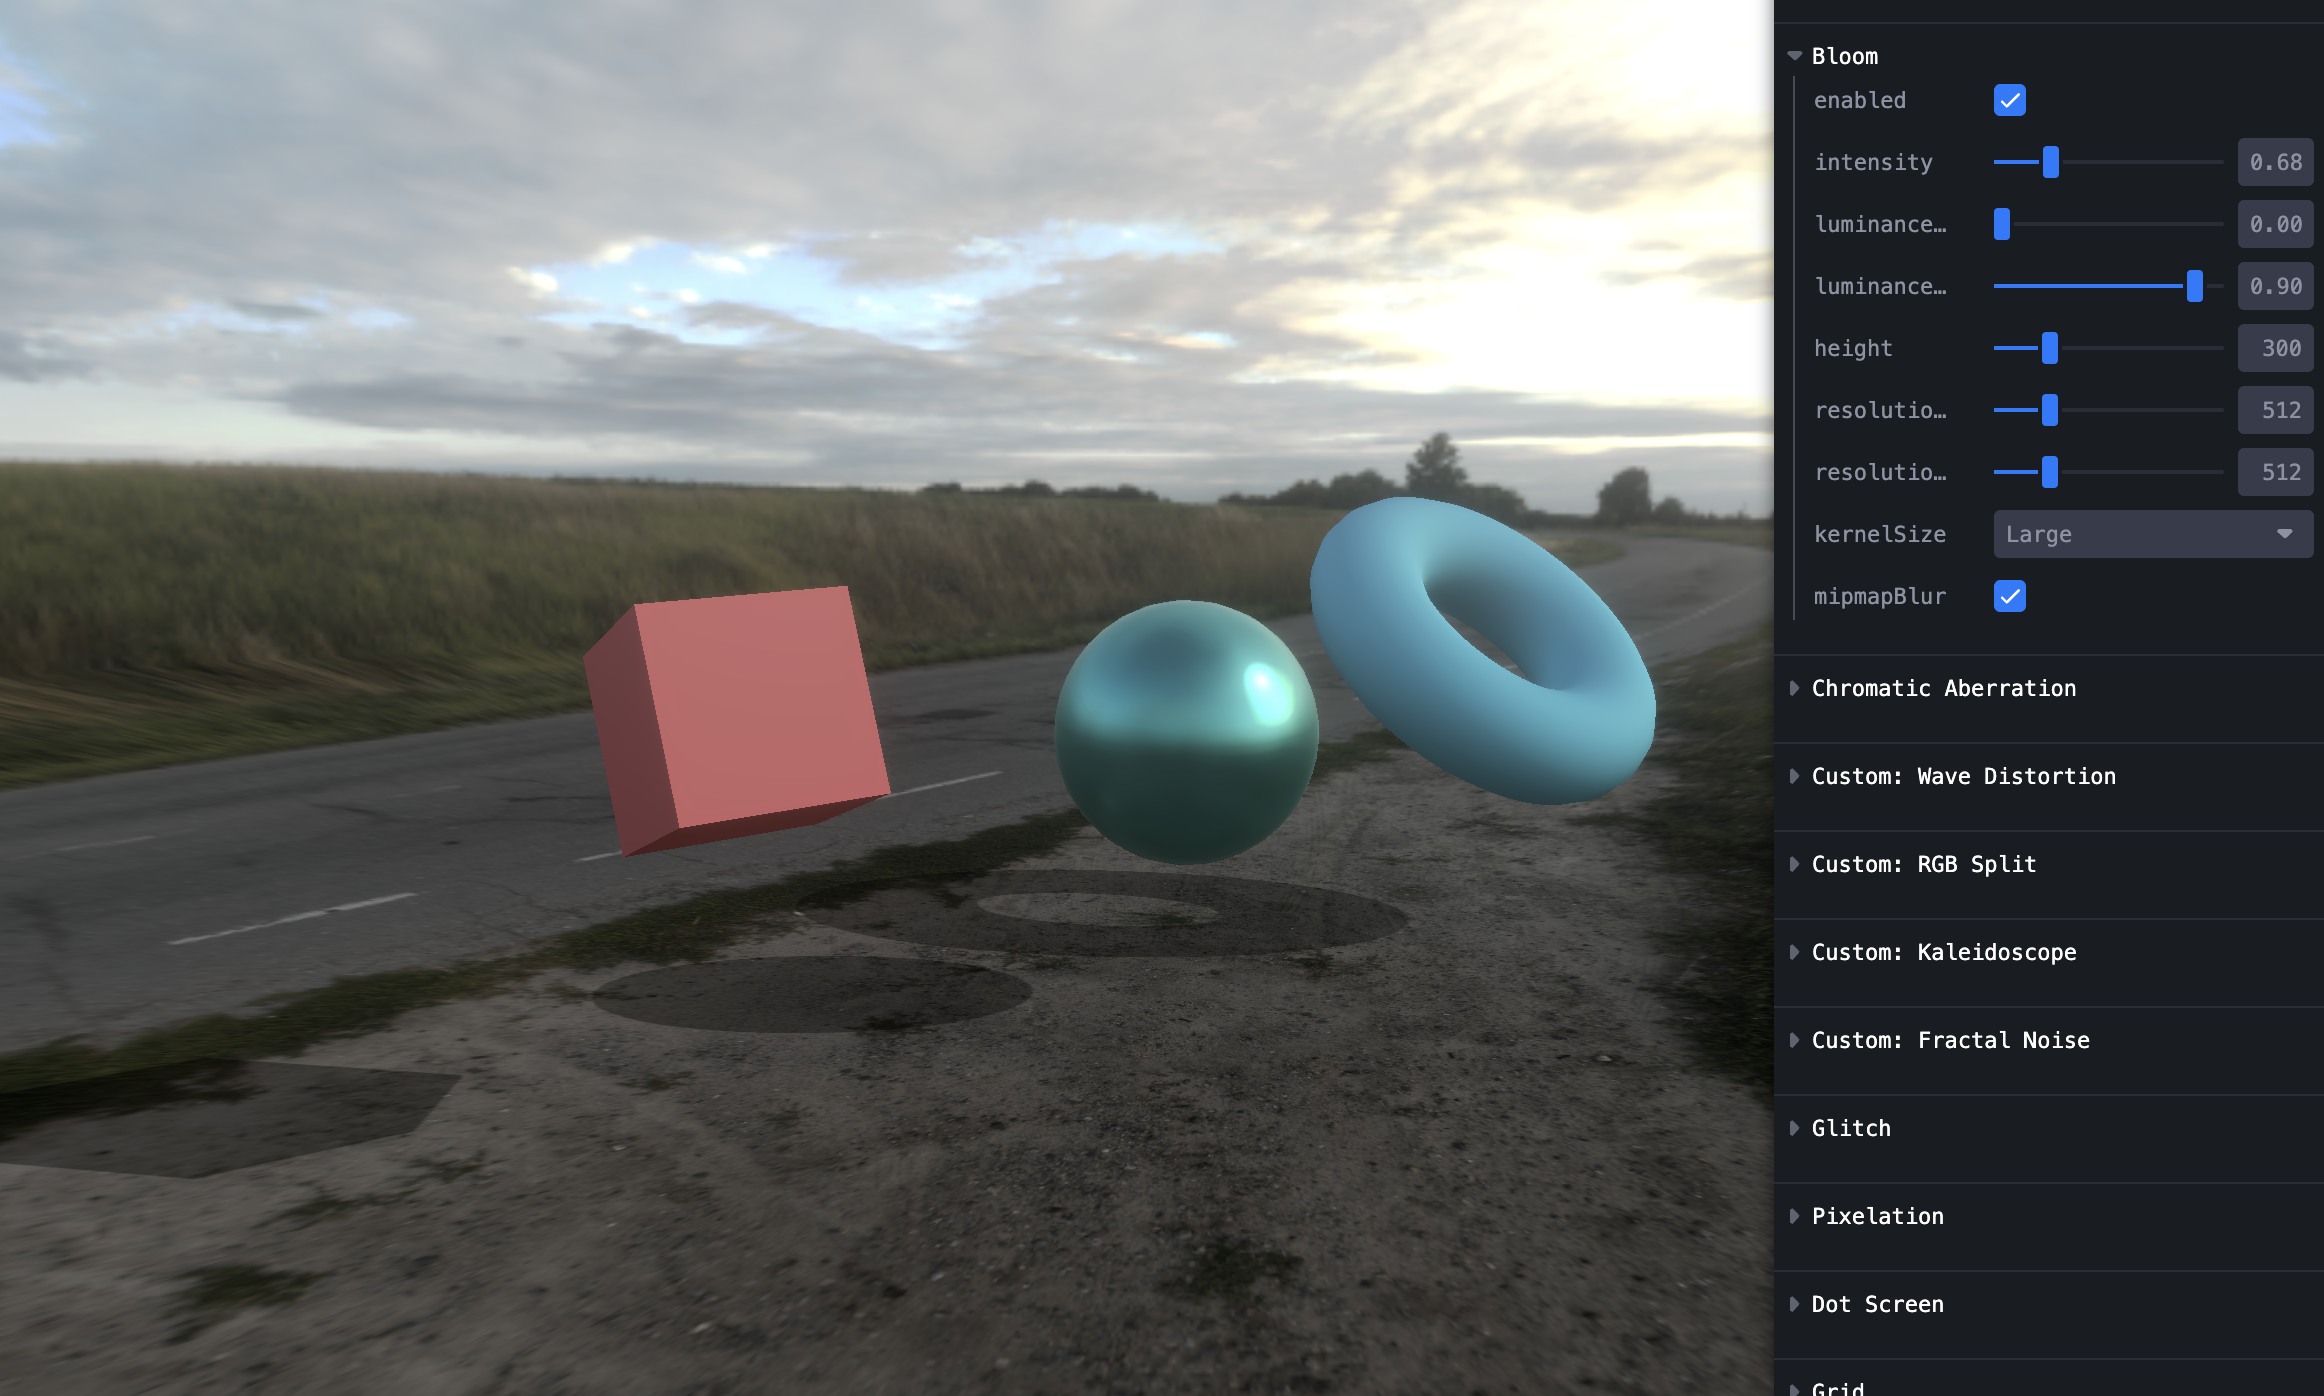 Bloom
enabled
intensity 0.68
luminance… 0.00
luminance… 0.90
height 300
resolutio… 512
resolutio… 512
kernelSize Large
mipmapBlur
Chromatic Aberration
Custom: Wave Distortion
Custom: RGB Split
Custom: Kaleidoscope
Custom: Fractal Noise
Glitch
Pixelation
Dot Screen
Grid